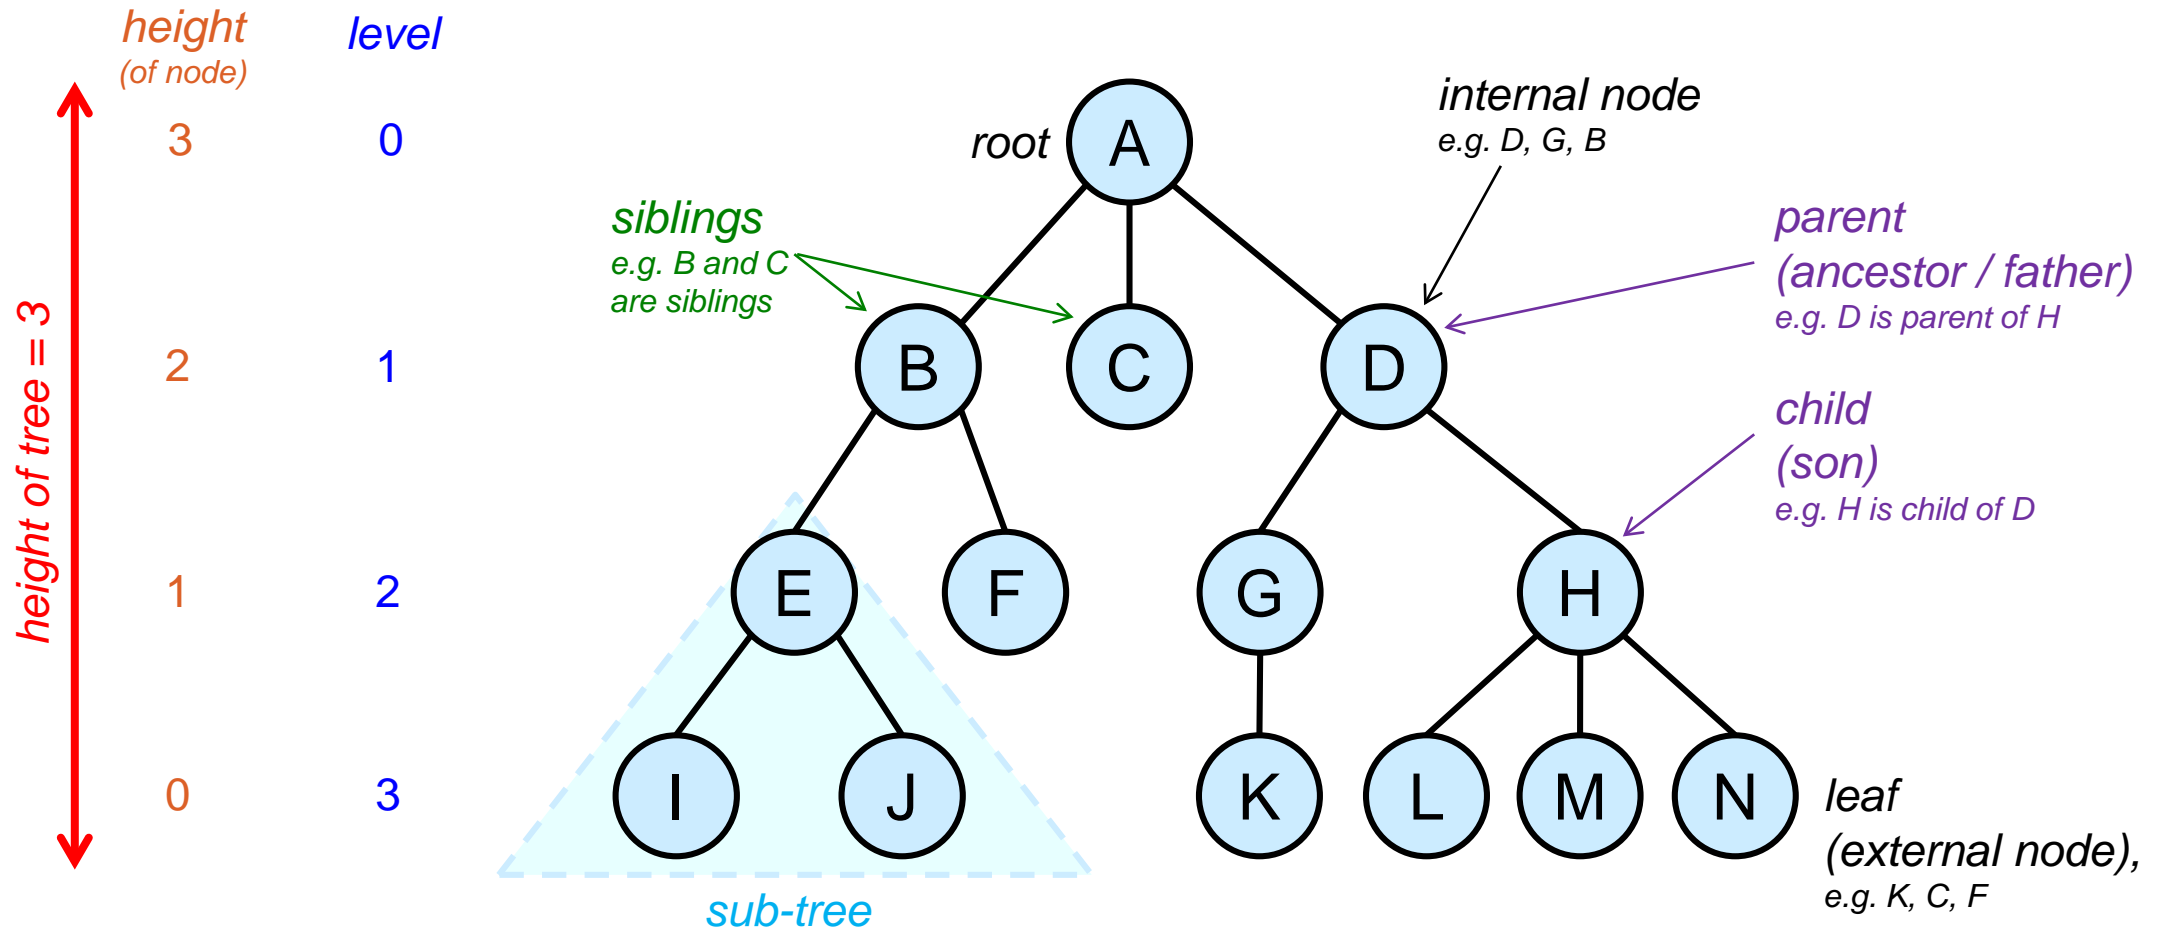 height
(of node)
level
3
0
root
A
internal node
e.g. D, G, B
siblings
e.g. B and C
are siblings
parent
(ancestor / father)
e.g. D is parent of H
height of tree = 3
2
1
B
C
D
child
(son)
e.g. H is child of D
1
2
E
F
G
H
0
3
I
J
K
L
M
N
leaf
(external node),
e.g. K, C, F
sub-tree